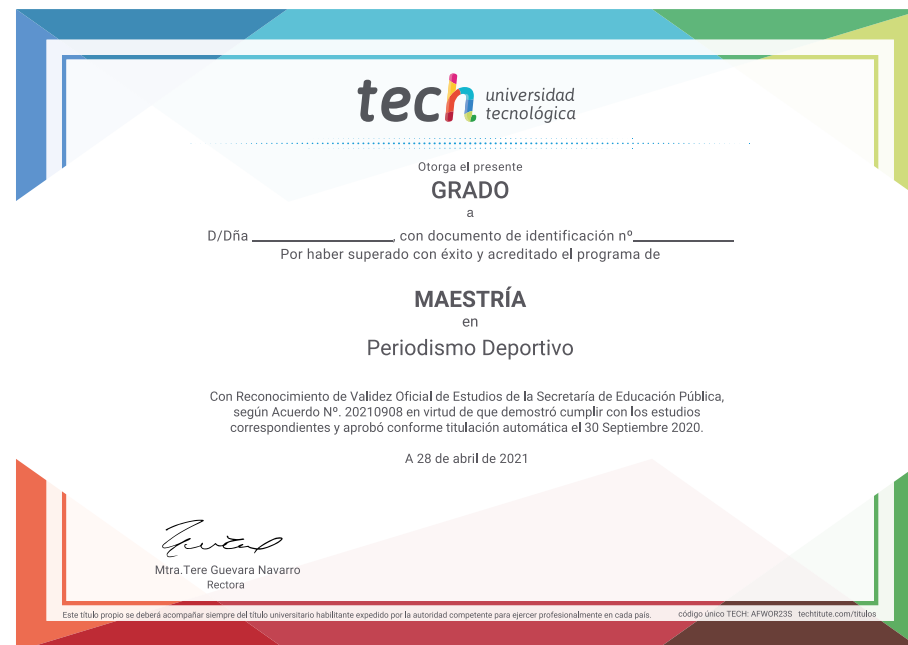 tech universidad
tecnológica
Otorga el presente
GRADO
a
D/Dña ______________, con documento de identificación nº__________
Por haber superado con éxito y acreditado el programa de
MAESTRÍA
en
Periodismo Deportivo
Con Reconocimiento de Validez Oficial de Estudios de la Secretaría de Educación Pública,
según Acuerdo Nº. 20210908 en virtud de que demostró cumplir con los estudios
correspondientes y aprobó conforme titulación automática el 30 Septiembre 2020.
A 28 de abril de 2021
Mtra.Tere Guevara Navarro
Rectora
Este título propio se deberá acompañar siempre del título universitario habilitante expedido por la autoridad competente para ejercer profesionalmente en cada país. código único TECH: AFWOR23S techtitute.com/titulos